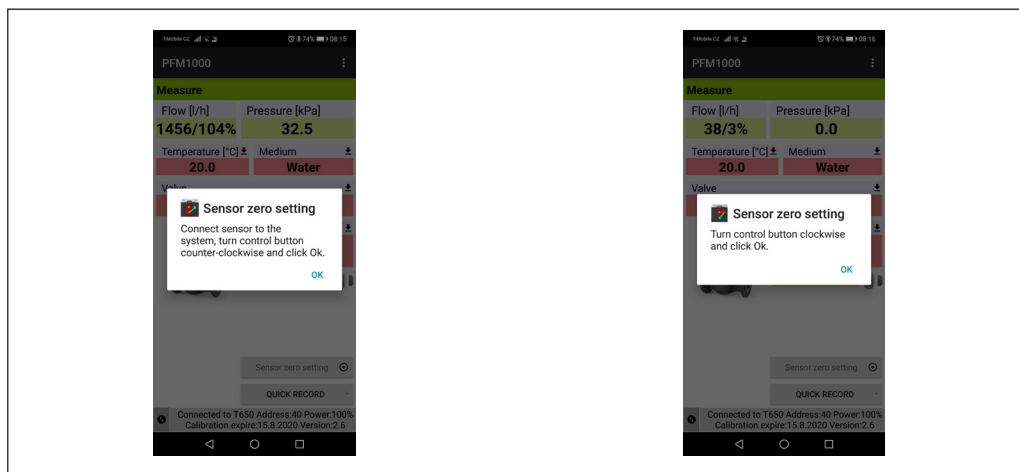 T-Mobile CZ 74% 08:15
PFM1000
Measure
Flow [l/h] Pressure [kPa]
1456/104% 32.5
Temperature [°C] Medium
20.0 Water
Valve
Sensor zero setting
Connect sensor to the
system, turn control button
counter-clockwise and click Ok.
OK
Sensor zero setting
QUICK RECORD
Connected to T650 Address:40 Power:100%
Calibration expire:15.8.2020 Version:2.6
T-Mobile CZ 74% 08:16
PFM1000
Measure
Flow [l/h] Pressure [kPa]
38/3% 0.0
Temperature [°C] Medium
20.0 Water
Valve
Sensor zero setting
Turn control button clockwise
and click Ok.
OK
Sensor zero setting
QUICK RECORD
Connected to T650 Address:40 Power:100%
Calibration expire:15.8.2020 Version:2.6